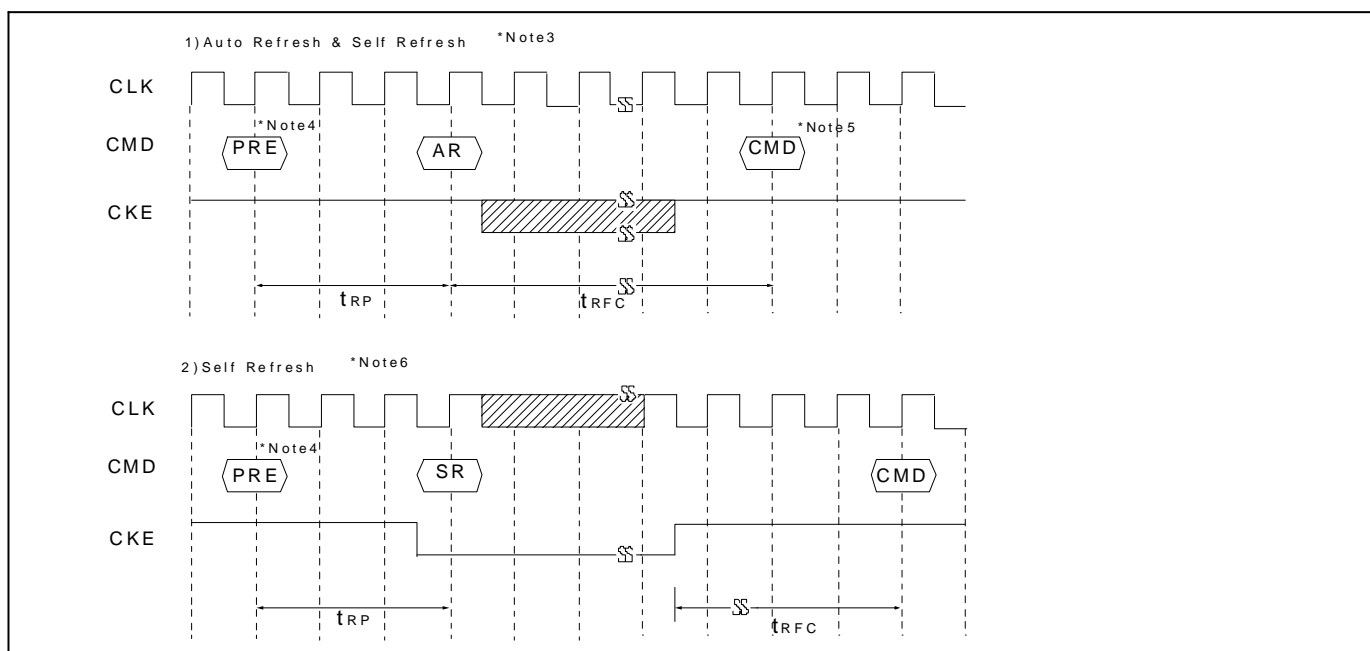 1)Auto Refresh & Self Refresh *Note3
CLK
*Note4 *Note5
CMD PRE AR CMD
CKE
tRP tRFC
2)Self Refresh *Note6
CLK
*Note4
CMD PRE SR CMD
CKE
tRP tRFC